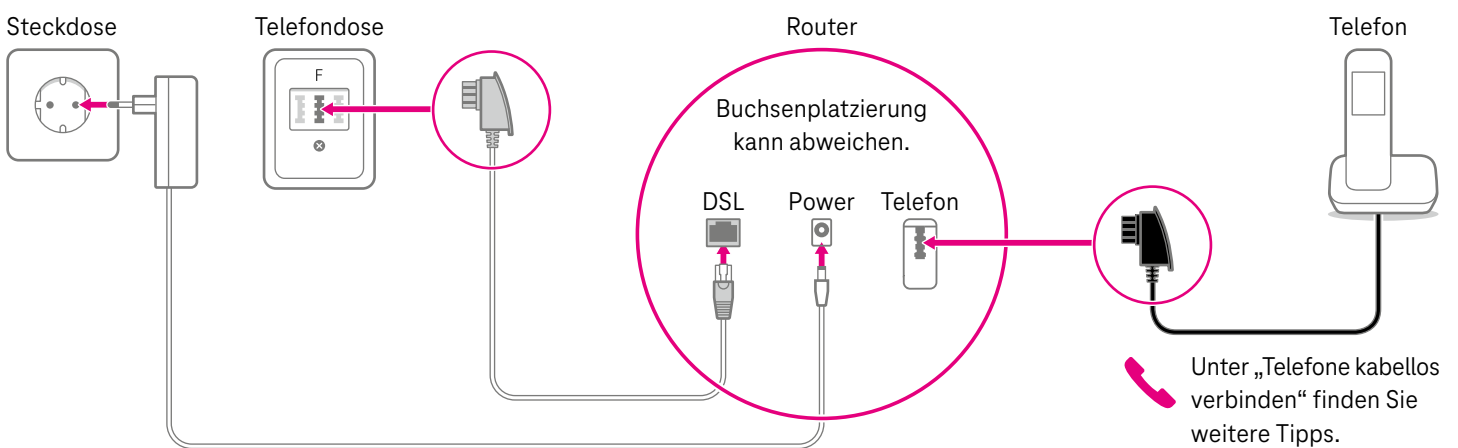 Steckdose
Telefondose
Router
Telefon
F
Buchsenplatzierung
kann abweichen.
DSL
Power
Telefon
Unter „Telefone kabellos
verbinden“ finden Sie
weitere Tipps.